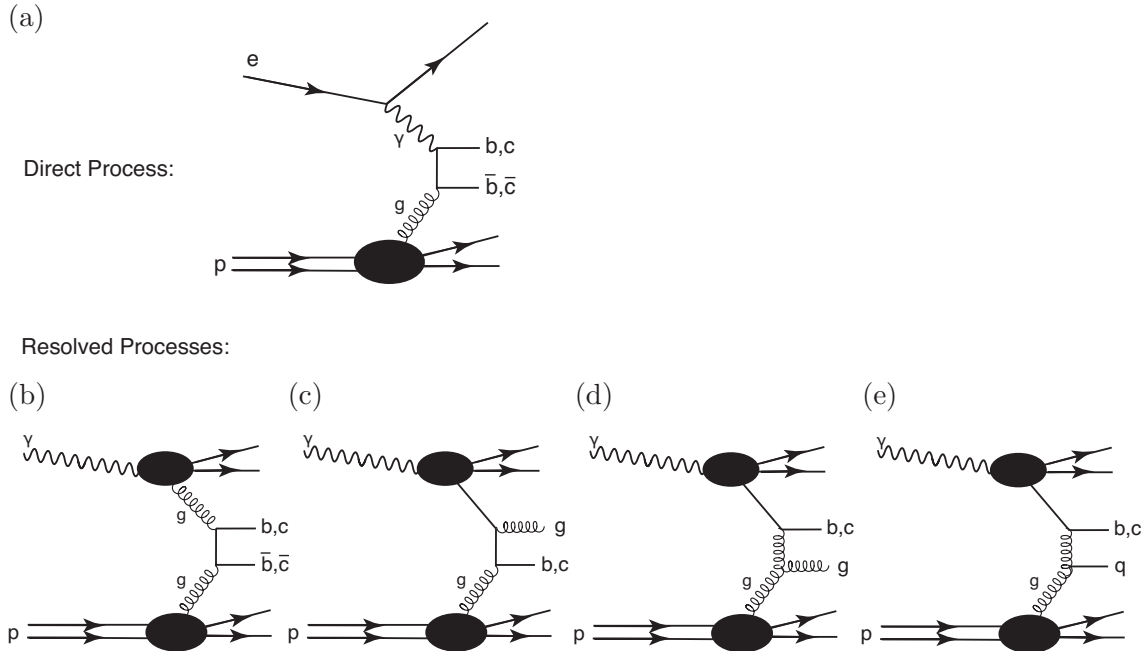 (a)
e
γ
b,c
Direct Process:
b̄,c̄
g
p
Resolved Processes:
(b) (c) (d) (e)
γ γ γ γ
g
b,c g b,c b,c
b̄,c̄ b,c g q
g g g g
p p p p